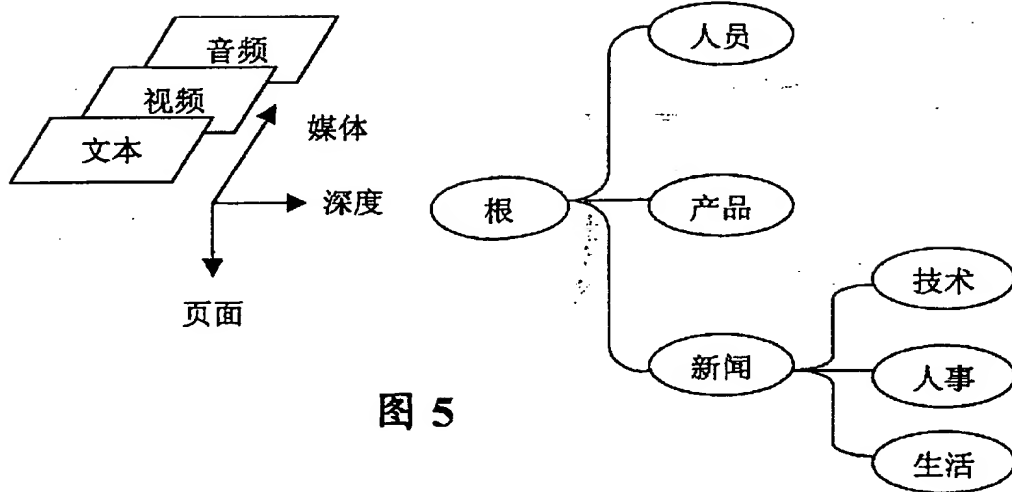 音频
视频
文本
媒体
深度
页面
根
人员
产品
新闻
技术
人事
生活
图 5